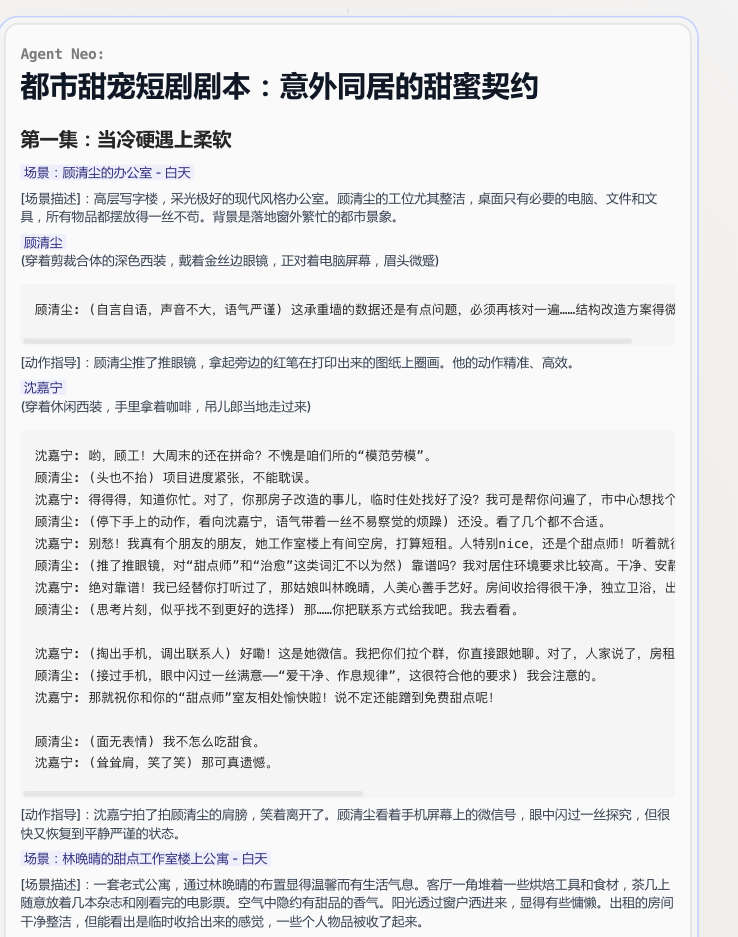 Agent Neo:
都市甜宠短剧剧本：意外同居的甜蜜契约
第一集：当冷硬遇上柔软
场景：顾清尘的办公室 - 白天
[场景描述]：高层写字楼，采光极好的现代风格办公室。顾清尘的工位尤其整洁，桌面只有必要的电脑、文件和文
具，所有物品都摆放得一丝不苟。背景是落地窗外繁忙的都市景象。
顾清尘
(穿着剪裁合体的深色西装，戴着金丝边眼镜，正对着电脑屏幕，眉头微蹙)
顾清尘: (自言自语，声音不大，语气严谨) 这承重墙的数据还是有点问题，必须再核对一遍……结构改造方案得微
[动作指导]：顾清尘推了推眼镜，拿起旁边的红笔在打印出来的图纸上圈画。他的动作精准、高效。
沈嘉宁
(穿着休闲西装，手里拿着咖啡，吊儿郎当地走过来)
沈嘉宁: 哟，顾工！大周末的还在拼命？不愧是咱们所的“模范劳模”。
顾清尘: (头也不抬) 项目进度紧张，不能耽误。
沈嘉宁: 得得得，知道你忙。对了，你那房子改造的事儿，临时住处找好了没？我可是帮你问遍了，市中心想找个
顾清尘: (停下手上的动作，看向沈嘉宁，语气带着一丝不易察觉的烦躁) 还没。看了几个都不合适。
沈嘉宁: 别愁！我真有个朋友的朋友，她工作室楼上有间空房，打算短租。人特别nice，还是个甜点师！听着就很
顾清尘: (推了推眼镜，对“甜点师”和“治愈”这类词汇不以为然) 靠谱吗？我对居住环境要求比较高。干净、安静
沈嘉宁: 绝对靠谱！我已经替你打听过了，那姑娘叫林晚晴，人美心善手艺好。房间收拾得很干净，独立卫浴，出
顾清尘: (思考片刻，似乎找不到更好的选择) 那……你把联系方式给我吧。我去看看。
沈嘉宁: (掏出手机，调出联系人) 好嘞！这是她微信。我把你们拉个群，你直接跟她聊。对了，人家说了，房租
顾清尘: (接过手机，眼中闪过一丝满意——“爱干净、作息规律”，这很符合他的要求) 我会注意的。
沈嘉宁: 那就祝你和你的“甜点师”室友相处愉快啦！说不定还能蹭到免费甜点呢！
顾清尘: (面无表情) 我不怎么吃甜食。
沈嘉宁: (耸耸肩，笑了笑) 那可真遗憾。
[动作指导]：沈嘉宁拍了拍顾清尘的肩膀，笑着离开了。顾清尘看着手机屏幕上的微信号，眼中闪过一丝探究，但很
快又恢复到平静严谨的状态。
场景：林晚晴的甜点工作室楼上公寓 - 白天
[场景描述]：一套老式公寓，通过林晚晴的布置显得温馨而有生活气息。客厅一角堆着一些烘焙工具和食材，茶几上
随意放着几本杂志和刚看完的电影票。空气中隐约有甜品的香气。阳光透过窗户洒进来，显得有些慵懒。出租的房间
干净整洁，但能看出是临时收拾出来的感觉，一些个人物品被收了起来。